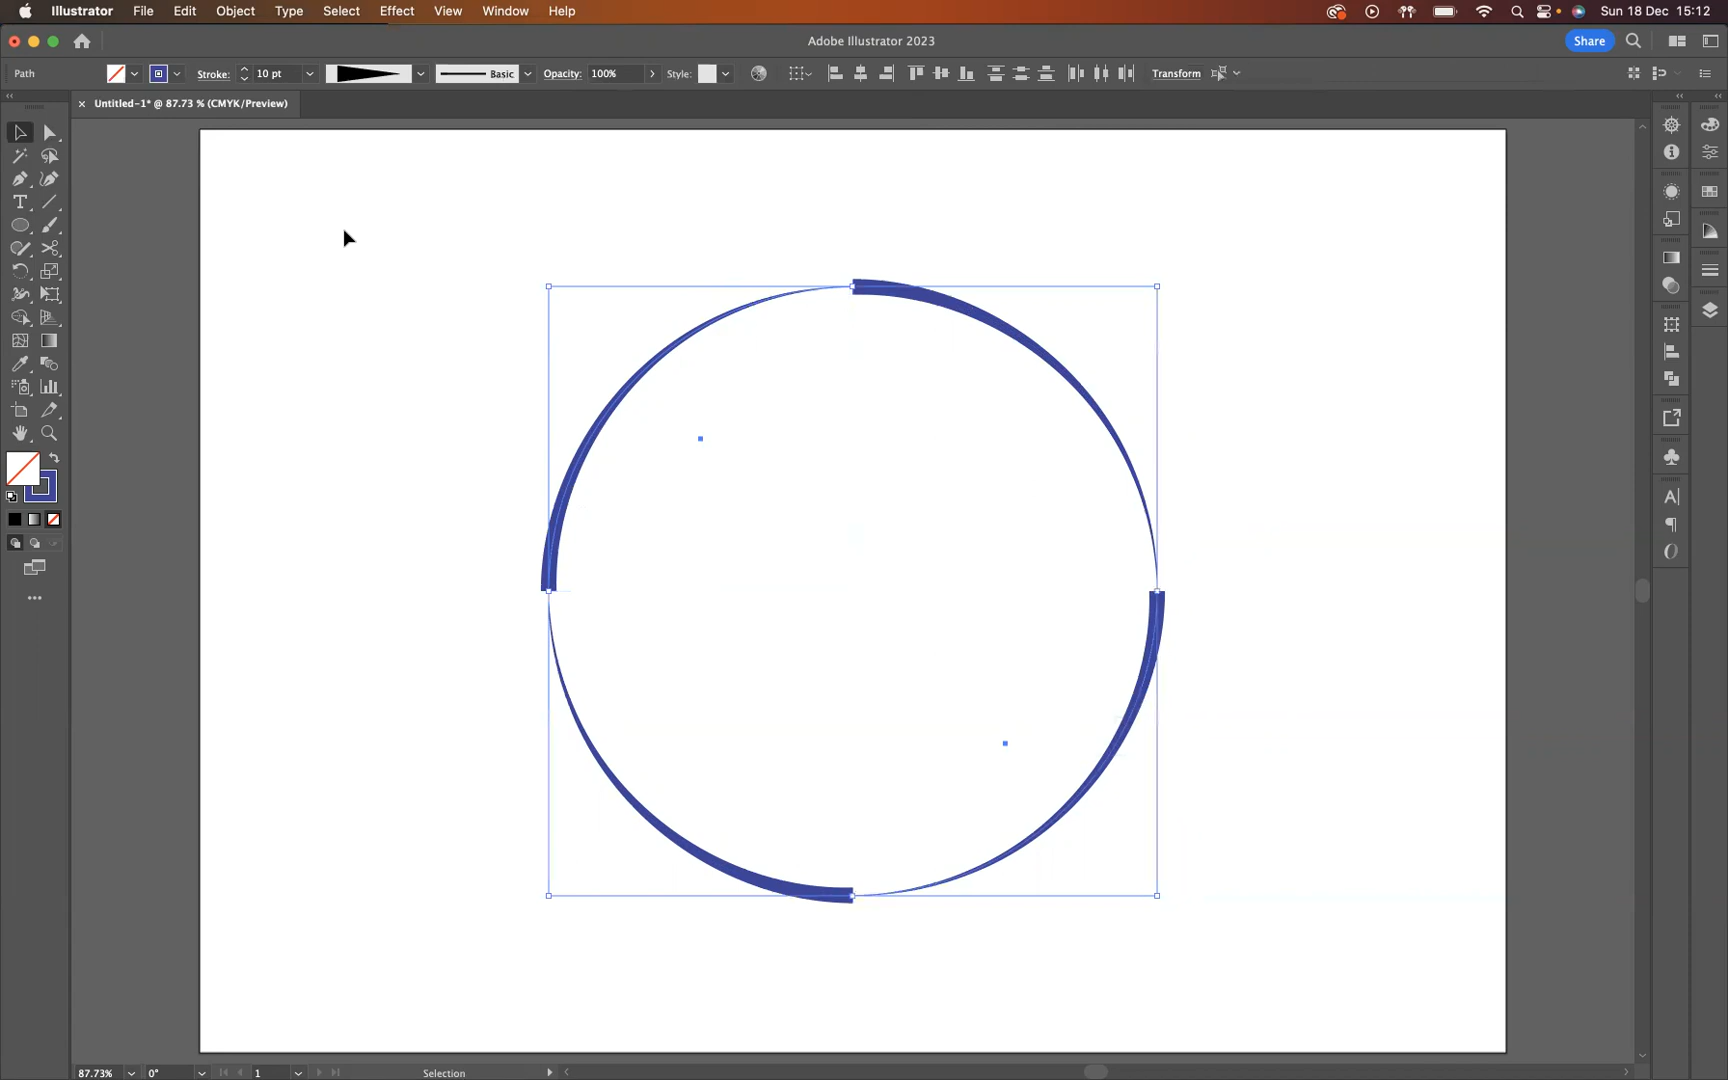 Illustrator File Edit Object Type Select Effect View Window Help Sun 18 Dec 15:12
Adobe Illustrator 2023 Share
Path Stroke: 10 pt Basic Opacity: 100% Style: Transform
× Untitled-1* @ 87.73 % (CMYK/Preview)
87.73% 0° 1 Selection